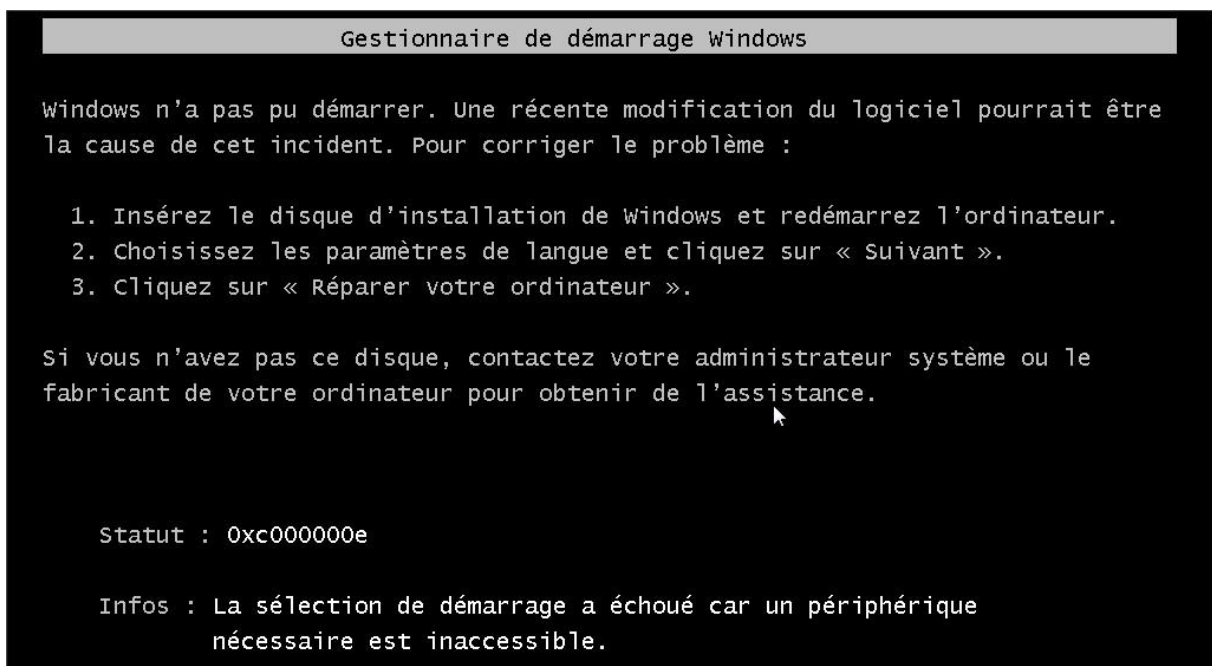 Gestionnaire de démarrage Windows
Windows n'a pas pu démarrer. Une récente modification du logiciel pourrait être
la cause de cet incident. Pour corriger le problème :
1. Insérez le disque d'installation de Windows et redémarrez l'ordinateur.
2. Choisissez les paramètres de langue et cliquez sur « Suivant ».
3. Cliquez sur « Réparer votre ordinateur ».
Si vous n'avez pas ce disque, contactez votre administrateur système ou le
fabricant de votre ordinateur pour obtenir de l'assistance.
Statut : 0xc000000e
Infos : La sélection de démarrage a échoué car un périphérique
nécessaire est inaccessible.